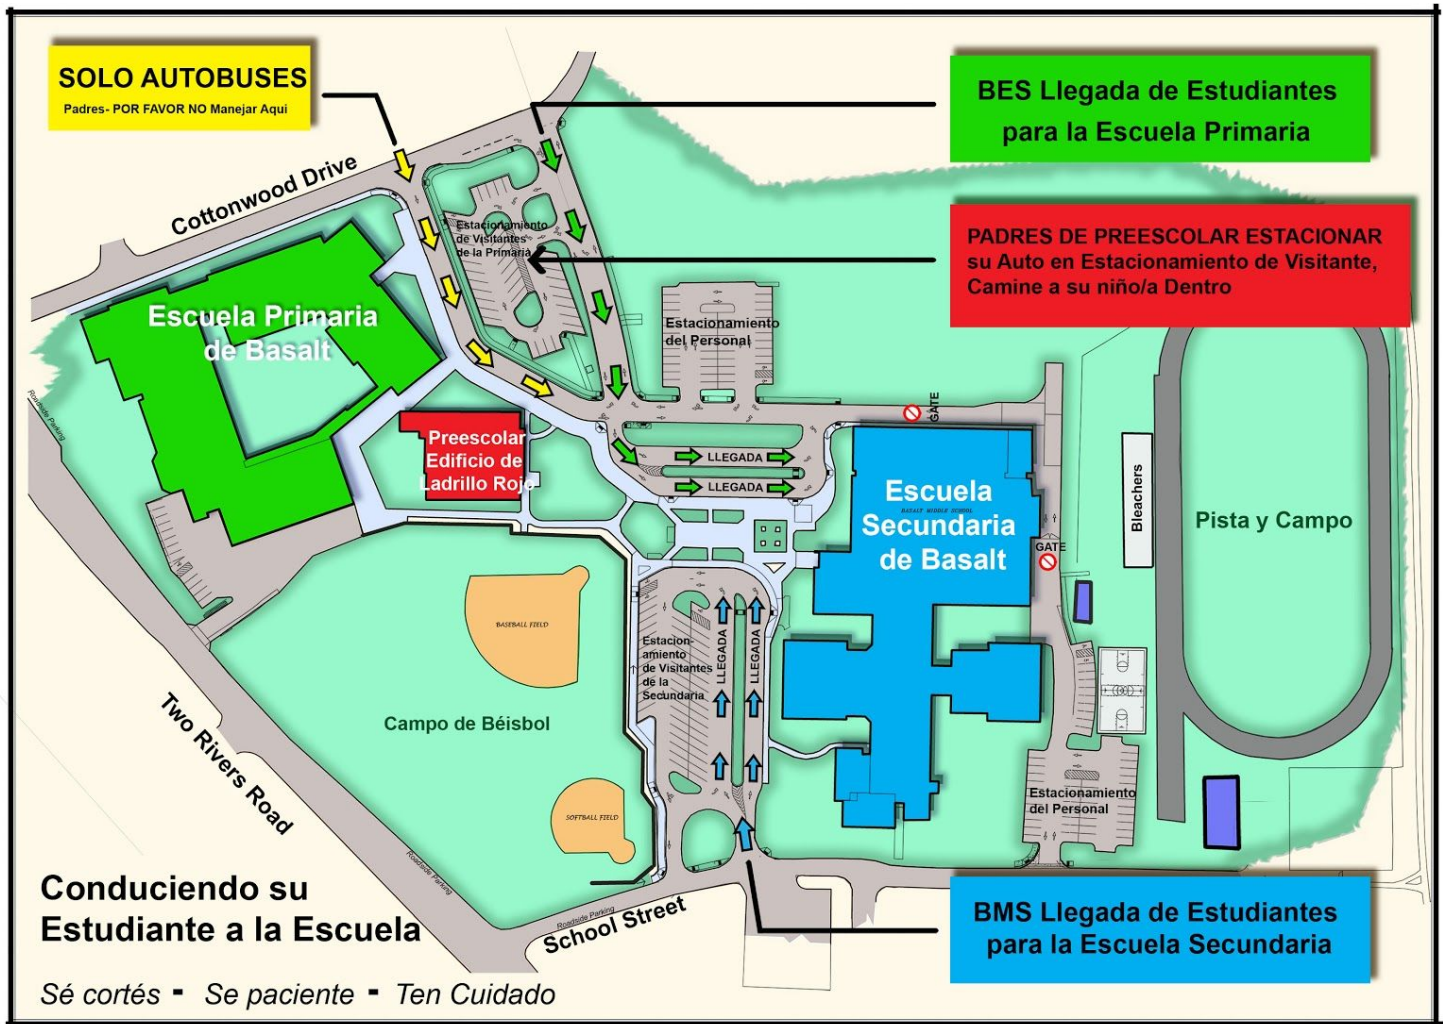 SOLO AUTOBUSES
Padres- POR FAVOR NO Manejar Aqui
BES Llegada de Estudiantes
para la Escuela Primaria
PADRES DE PREESCOLAR ESTACIONAR
su Auto en Estacionamiento de Visitante,
Camine a su niño/a Dentro
Cottonwood Drive
Estacionamiento
de Visitantes
de la Primaria
Escuela Primaria
de Basalt
Estacionamiento
del Personal
Roadside Parking
GATE
Preescolar
Edificio de
Ladrillo Rojo
LLEGADA
LLEGADA
Escuela
BASALT MIDDLE SCHOOL
Secundaria
de Basalt
Bleachers
Pista y Campo
GATE
BASEBALL FIELD
Estacion-
amiento
de Visitantes
de la
Secundaria
LLEGADA
LLEGADA
Campo de Béisbol
Two Rivers Road
SOFTBALL FIELD
Estacionamiento
del Personal
Roadside Parking
Roadside Parking
School Street
Conduciendo su
Estudiante a la Escuela
BMS Llegada de Estudiantes
para la Escuela Secundaria
Sé cortés - Se paciente - Ten Cuidado